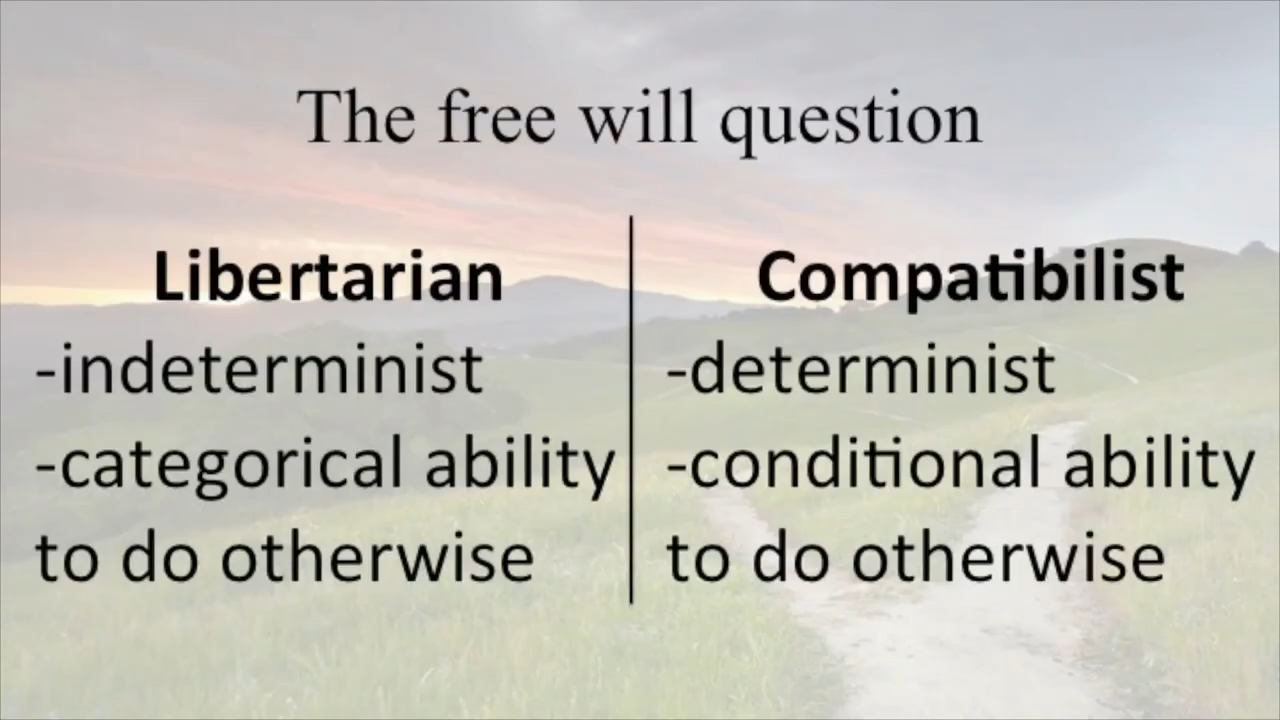 The free will question
Libertarian
-indeterminist
-categorical ability
to do otherwise
Compatibilist
-determinist
-conditional ability
to do otherwise